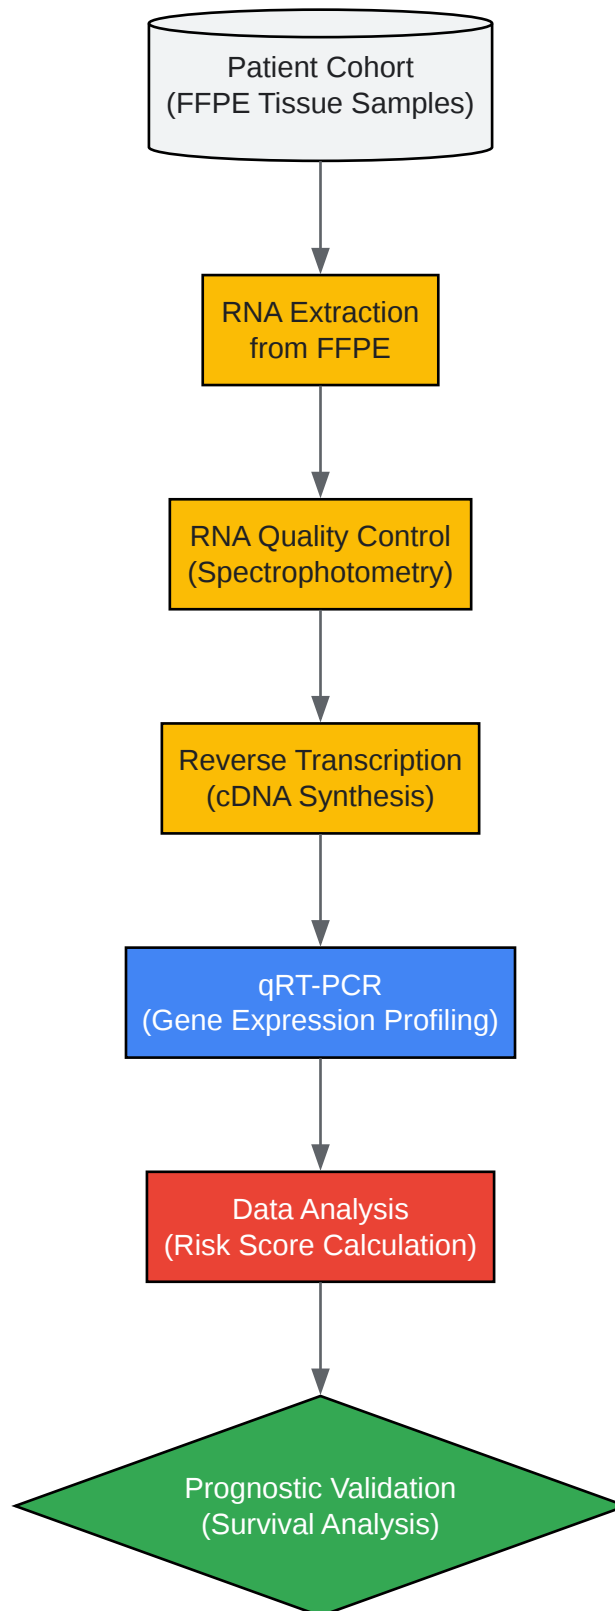 Patient Cohort
(FFPE Tissue Samples)
RNA Extraction
from FFPE
RNA Quality Control
(Spectrophotometry)
Reverse Transcription
(cDNA Synthesis)
qRT-PCR
(Gene Expression Profiling)
Data Analysis
(Risk Score Calculation)
Prognostic Validation
(Survival Analysis)